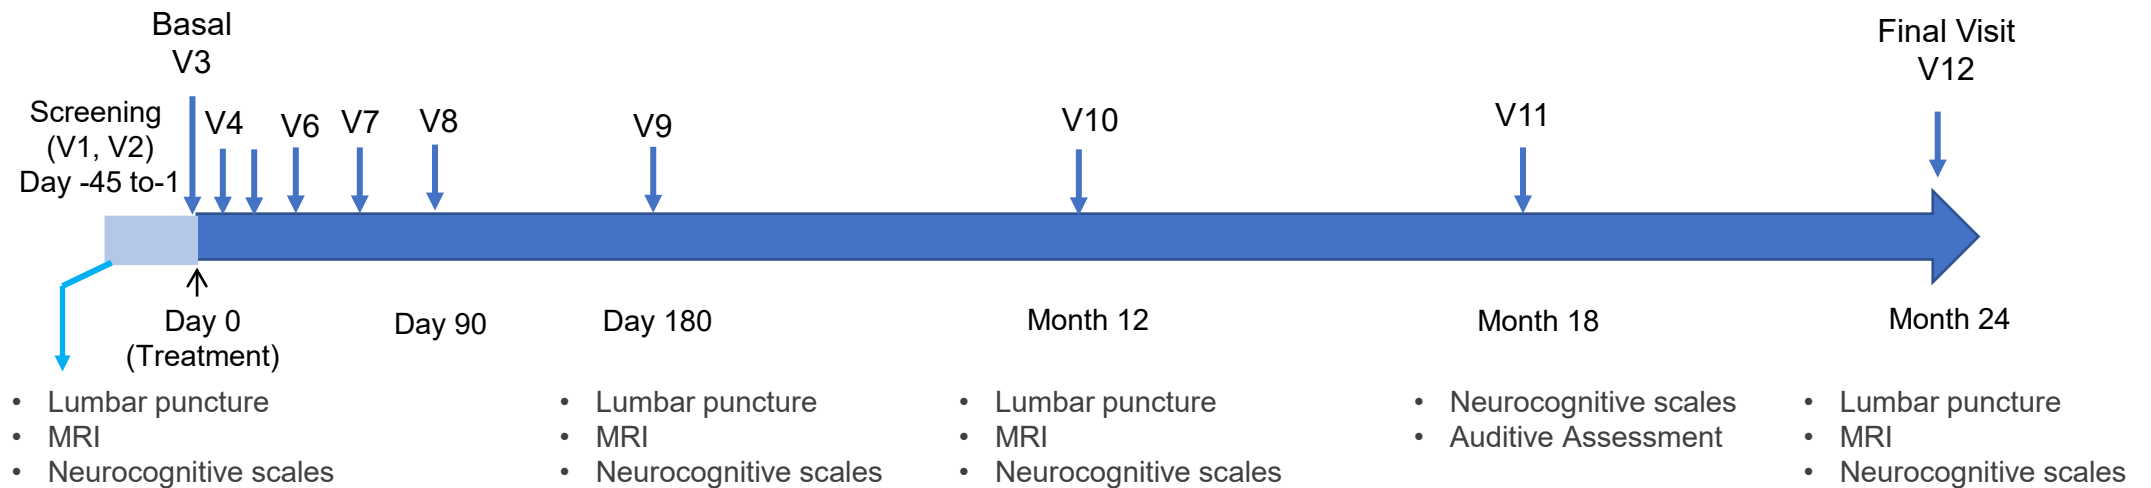 Basal
V3
Final Visit
V12
Screening
(V1, V2)
Day -45 to-1
V4
V6
V7
V8
V9
V10
V11
Day 0
(Treatment)
Day 90
Day 180
Month 12
Month 18
Month 24
• Lumbar puncture
• MRI
• Neurocognitive scales
• Lumbar puncture
• MRI
• Neurocognitive scales
• Lumbar puncture
• MRI
• Neurocognitive scales
• Neurocognitive scales
• Auditive Assessment
• Lumbar puncture
• MRI
• Neurocognitive scales